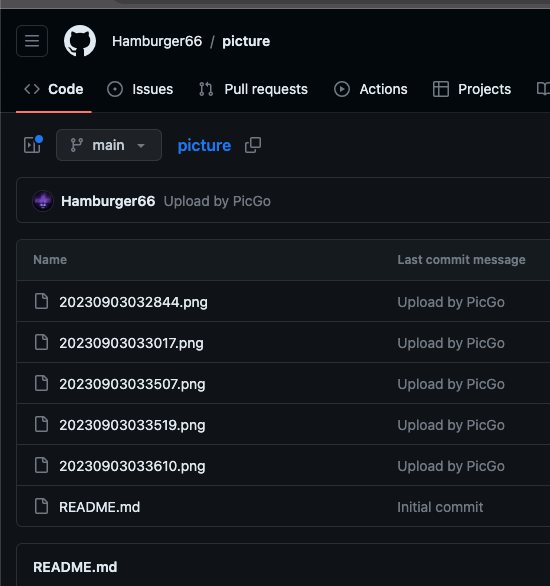 Hamburger66 / picture
Code Issues Pull requests Actions Projects
main picture
Hamburger66 Upload by PicGo
Name Last commit message
20230903032844.png Upload by PicGo
20230903033017.png Upload by PicGo
20230903033507.png Upload by PicGo
20230903033519.png Upload by PicGo
20230903033610.png Upload by PicGo
README.md Initial commit
README.md